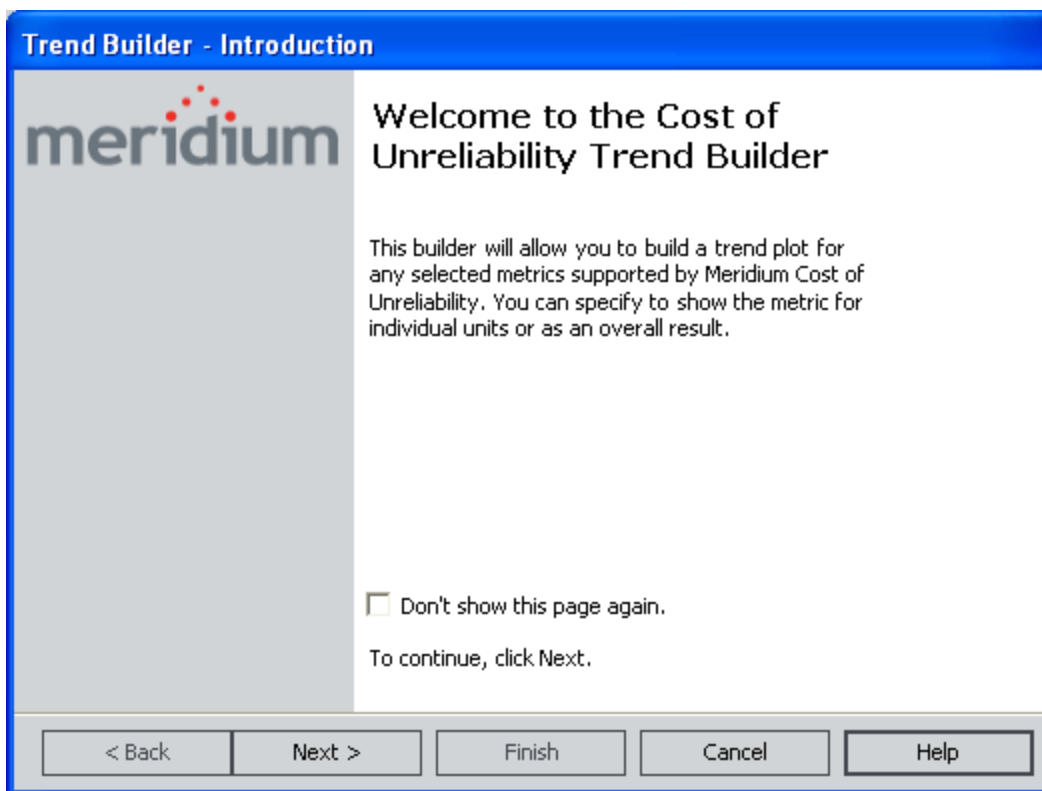 Trend Builder - Introduction
meridium
Welcome to the Cost of
Unreliability Trend Builder
This builder will allow you to build a trend plot for
any selected metrics supported by Meridium Cost of
Unreliability. You can specify to show the metric for
individual units or as an overall result.
Don't show this page again.
To continue, click Next.
< Back Next > Finish Cancel Help